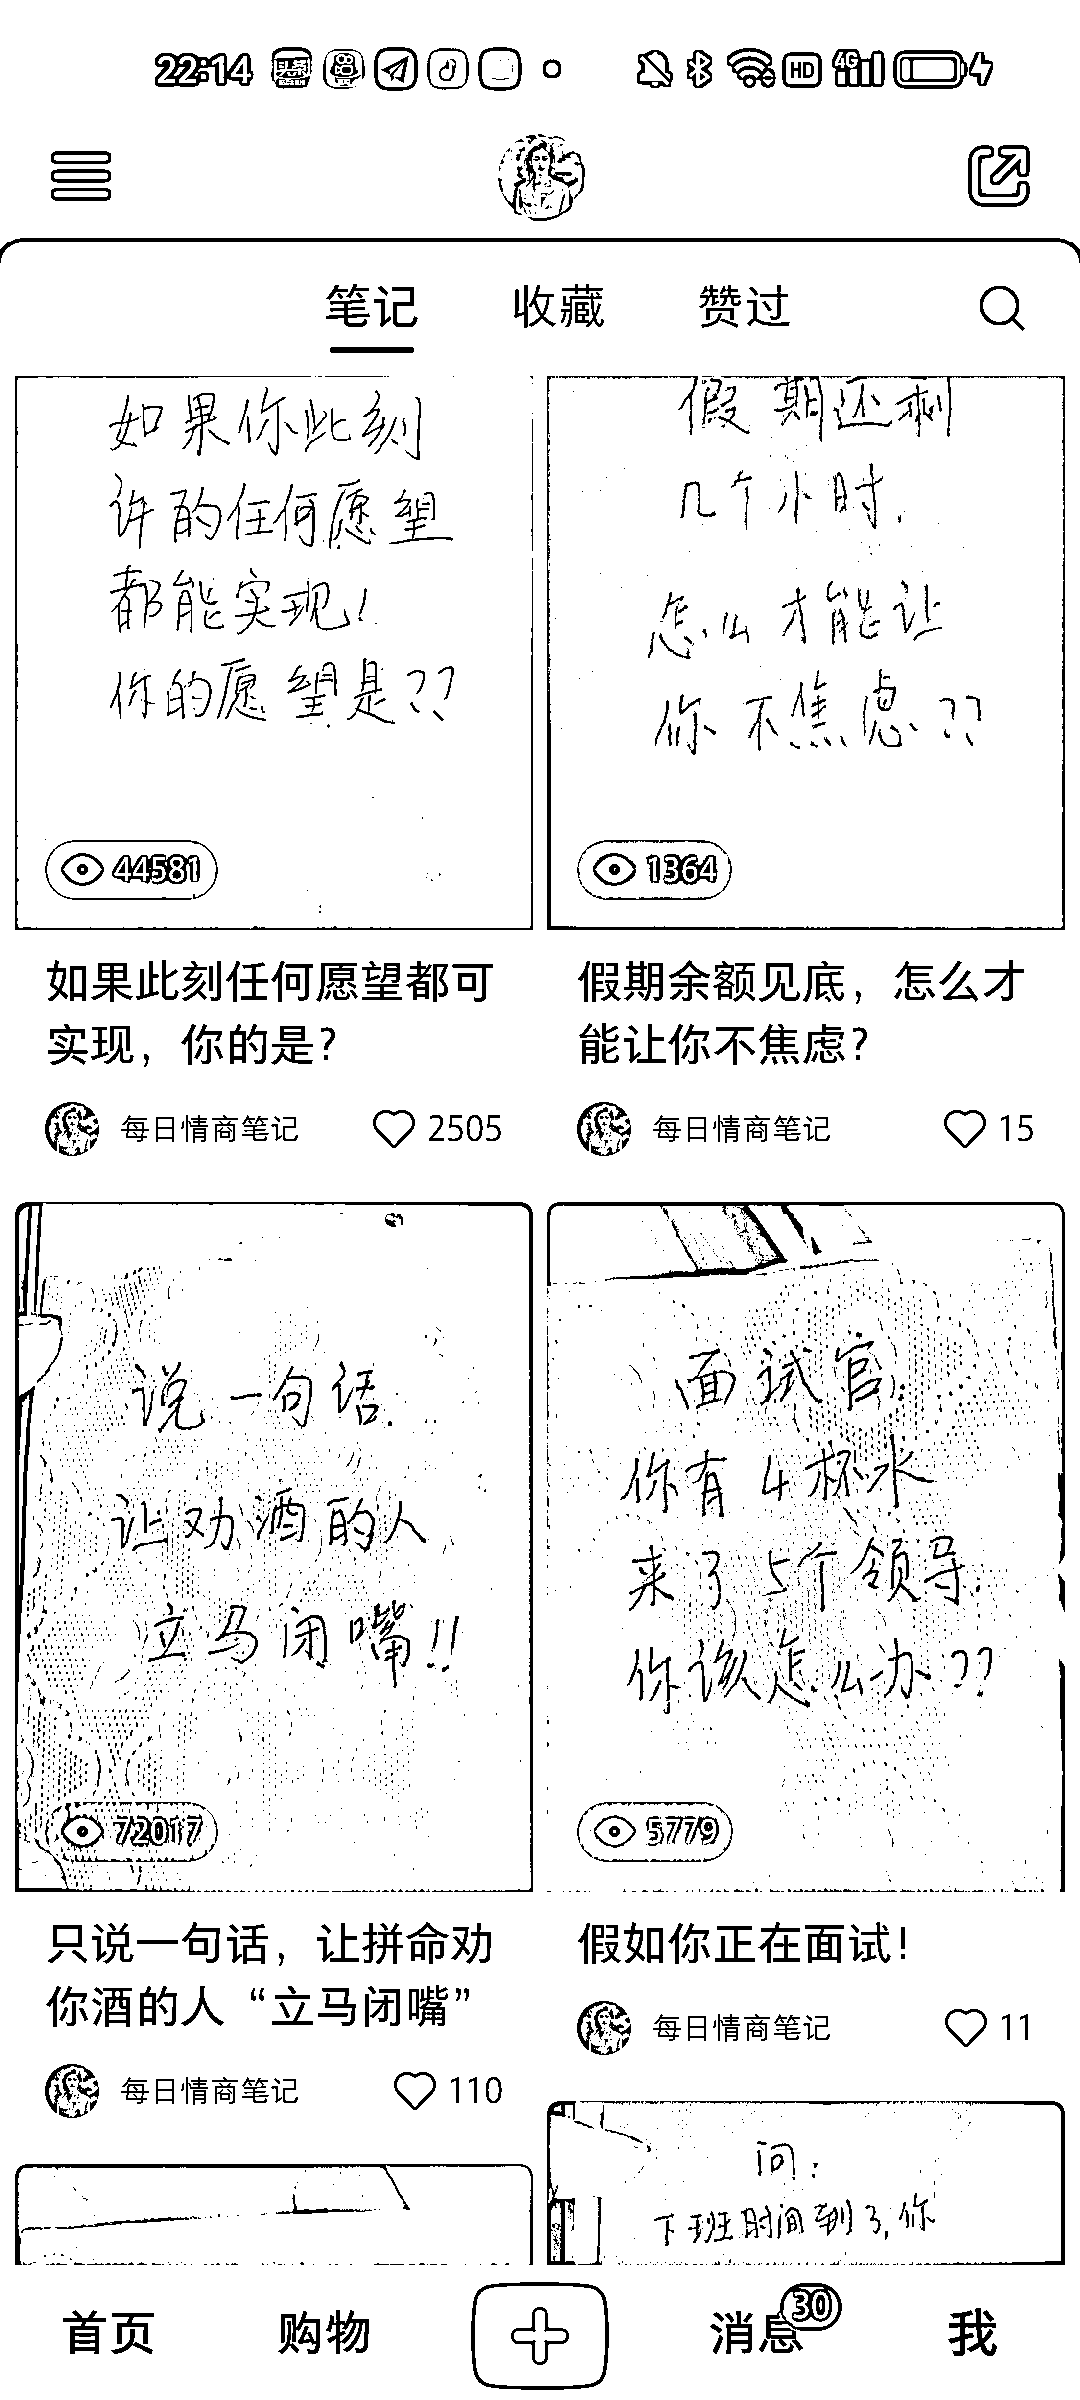 22:14
HD 4G
笔记 收藏 赞过
如果你此刻
许的任何愿望
都能实现!
你的愿望是??
44581
如果此刻任何愿望都可
实现，你的是?
每日情商笔记 2505
假期还剩
几个小时.
怎么才能让
你不焦虑??
1364
假期余额见底，怎么才
能让你不焦虑?
每日情商笔记 15
说一句话.
让劝酒的人
立马闭嘴!!
72017
只说一句话，让拼命劝
你酒的人“立马闭嘴”
每日情商笔记 110
面试官.
你有4杯水
来了5个领导.
你该怎么办??
5779
假如你正在面试!
每日情商笔记 11
问:
下班时间到了,你
首页 购物 消息 30 我